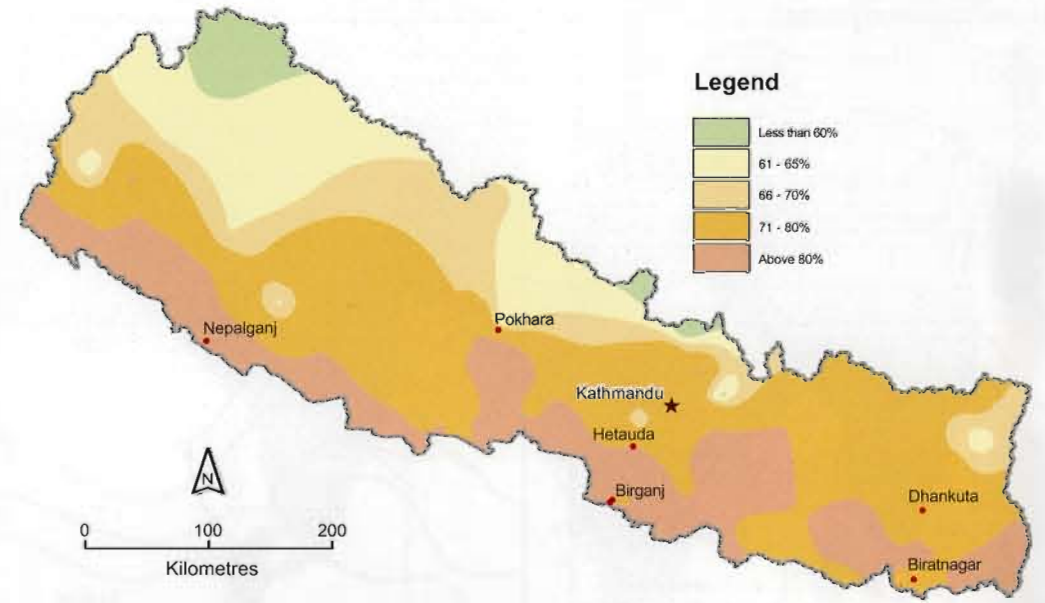 Legend
Less than 60%
61 - 65%
66 - 70%
71 - 80%
Above 80%
Pokhara
Nepalganj
Kathmandu
Hetauda
Birganj
Dhankuta
Biratnagar
N
0 100 200
Kilometres